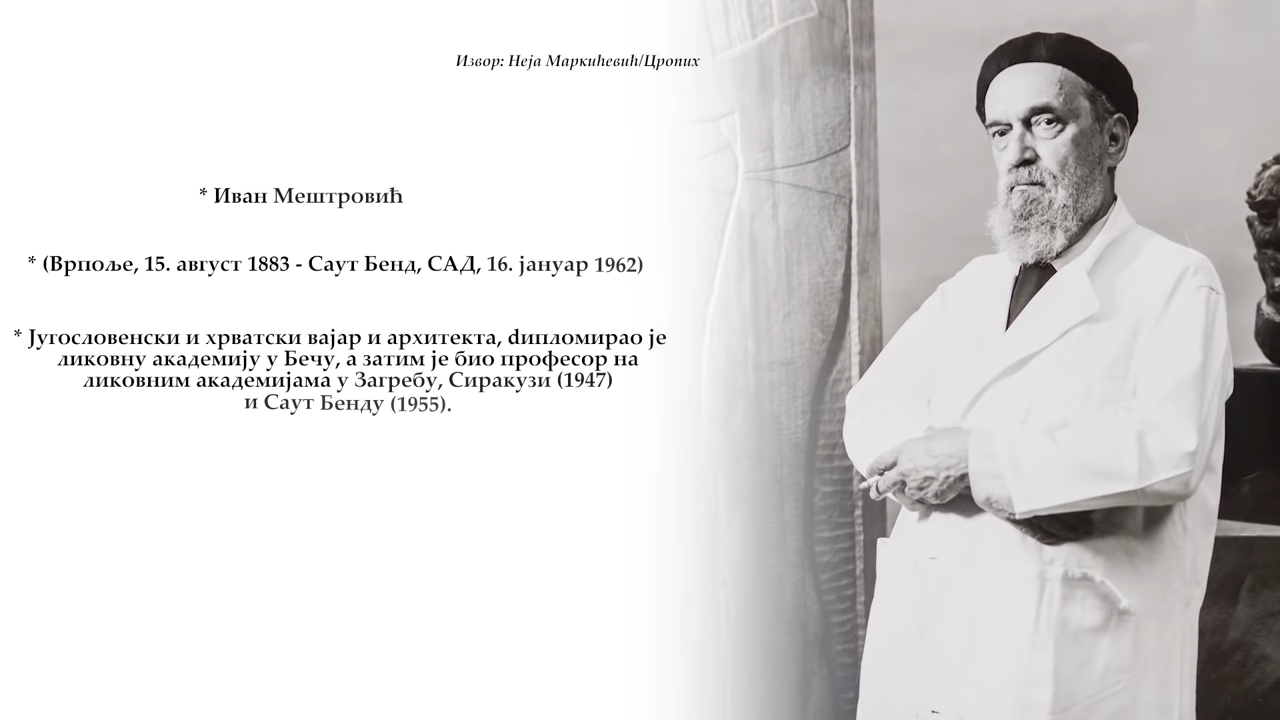 Извор: Неја Маркићевић/Цропих
* Иван Мештровић
* (Врпоље, 15. август 1883 - Саут Бенд, САД, 16. јануар 1962)
* Југословенски и хрватски вајар и архитекта, дипломирао је
ликовну академију у Бечу, а затим је био професор на
ликовним академијама у Загребу, Сиракузи (1947)
и Саут Бенду (1955).